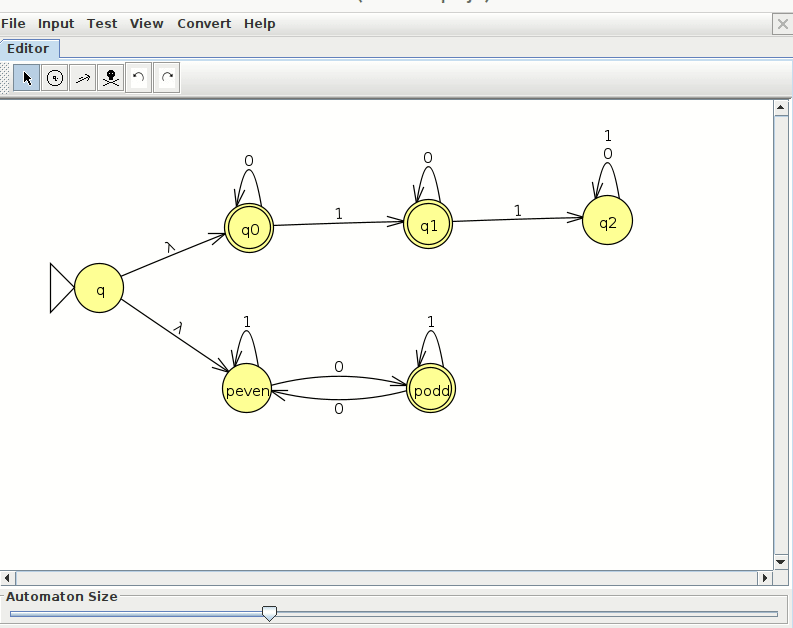 File Input Test View Convert Help
Editor
1
0 0 0
q0 1 q1 1 q2
λ
q
λ 1 1
peven 0 podd
0
Automaton Size